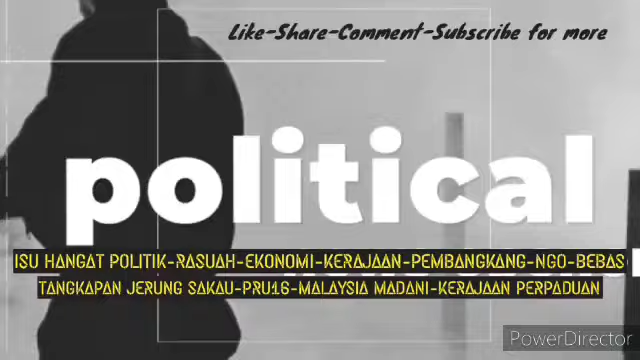 Like-Share-Comment-Subscribe for more
political
ISU HANGAT POLITIK-RASUAH-EKONOMI-KERAJAAN-PEMBANGKANG-NGO-BEBAS
TANGKAPAN JERUNG SAKAU-PRU16-MALAYSIA MADANI-KERAJAAN PERPADUAN
PowerDirector